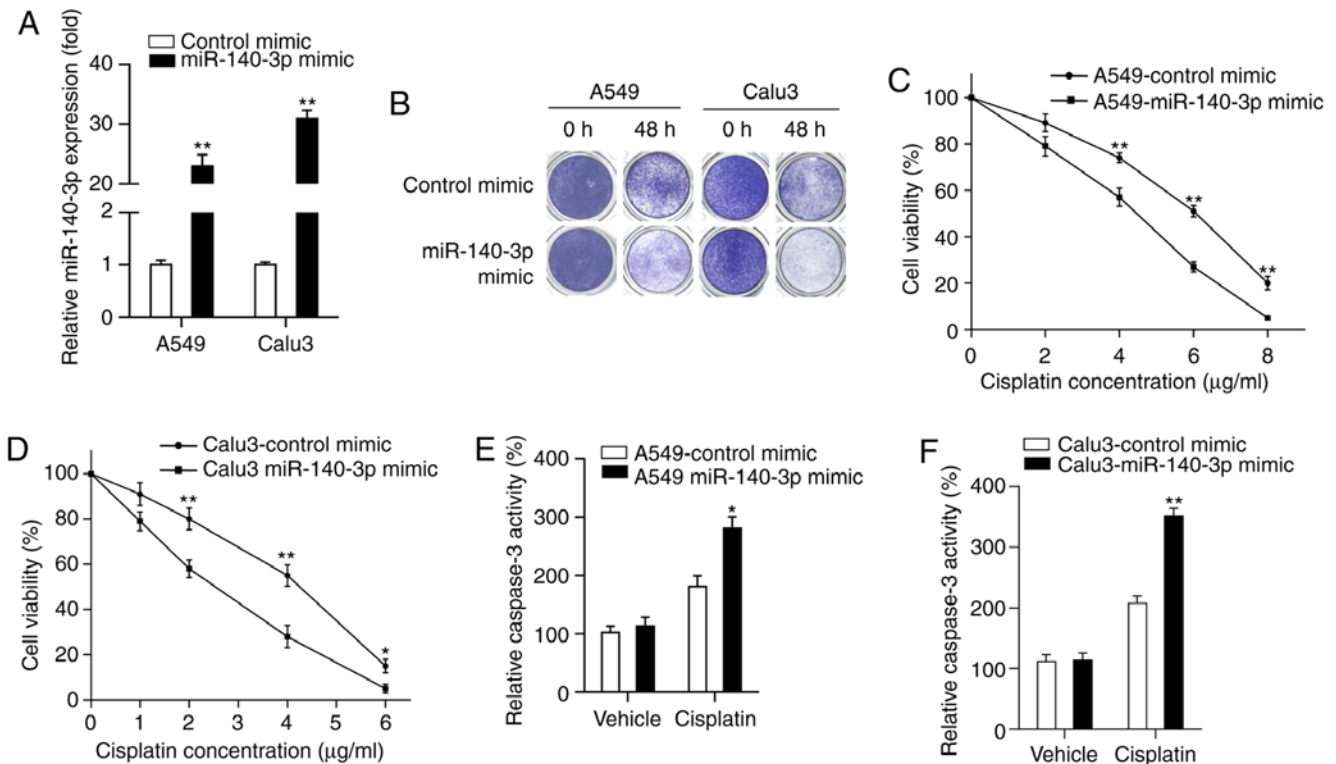 A
Control mimic
miR-140-3p mimic
Relative miR-140-3p expression (fold)
40
30
20
2
1
0
**
**
A549
Calu3
B
A549
Calu3
0 h
48 h
0 h
48 h
Control mimic
miR-140-3p
mimic
C
A549-control mimic
A549-miR-140-3p mimic
Cell viability (%)
100
80
60
40
20
0
**
**
**
0
2
4
6
8
Cisplatin concentration (μg/ml)
D
Calu3-control mimic
Calu3 miR-140-3p mimic
Cell viability (%)
100
80
60
40
20
0
**
**
*
0
1
2
3
4
5
6
Cisplatin concentration (μg/ml)
E
A549-control mimic
A549 miR-140-3p mimic
Relative caspase-3 activity (%)
400
300
200
100
0
*
Vehicle
Cisplatin
F
Calu3-control mimic
Calu3-miR-140-3p mimic
Relative caspase-3 activity (%)
400
300
200
100
0
**
Vehicle
Cisplatin